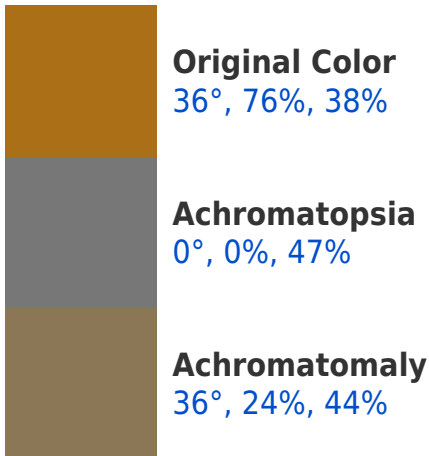 Original Color
36°, 76%, 38%
Achromatopsia
0°, 0%, 47%
Achromatomaly
36°, 24%, 44%